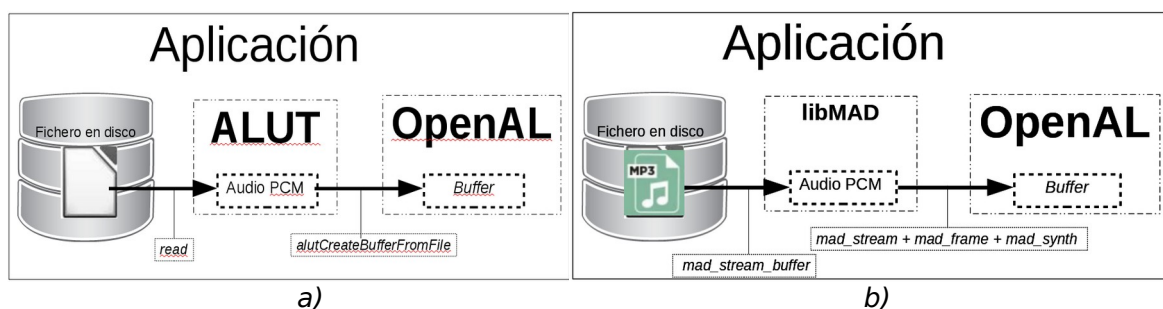 Aplicación
Fichero en disco
ALUT
OpenAL
Audio PCM
Buffer
read
alutCreateBufferFromFile
a)
Aplicación
Fichero en disco
MP3
libMAD
OpenAL
Audio PCM
Buffer
mad_stream + mad_frame + mad_synth
mad_stream_buffer
b)